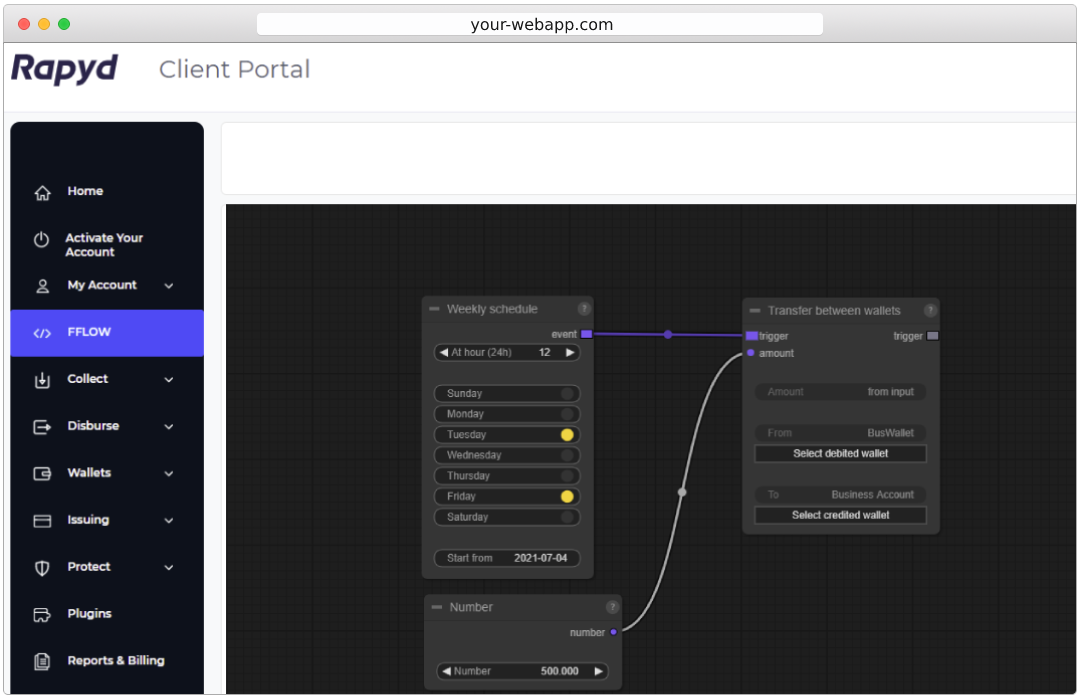 your-webapp.com
Rapyd
Client Portal
Home
Activate Your
Account
My Account
FFLOW
Collect
Disburse
Wallets
Issuing
Protect
Plugins
Reports & Billing
Weekly schedule ?
event
At hour (24h) 12
Sunday
Monday
Tuesday
Wednesday
Thursday
Friday
Saturday
Start from 2021-07-04
Number ?
number
Number 500.000
Transfer between wallets ?
trigger trigger
amount
Amount from input
From BusWallet
Select debited wallet
To Business Account
Select credited wallet